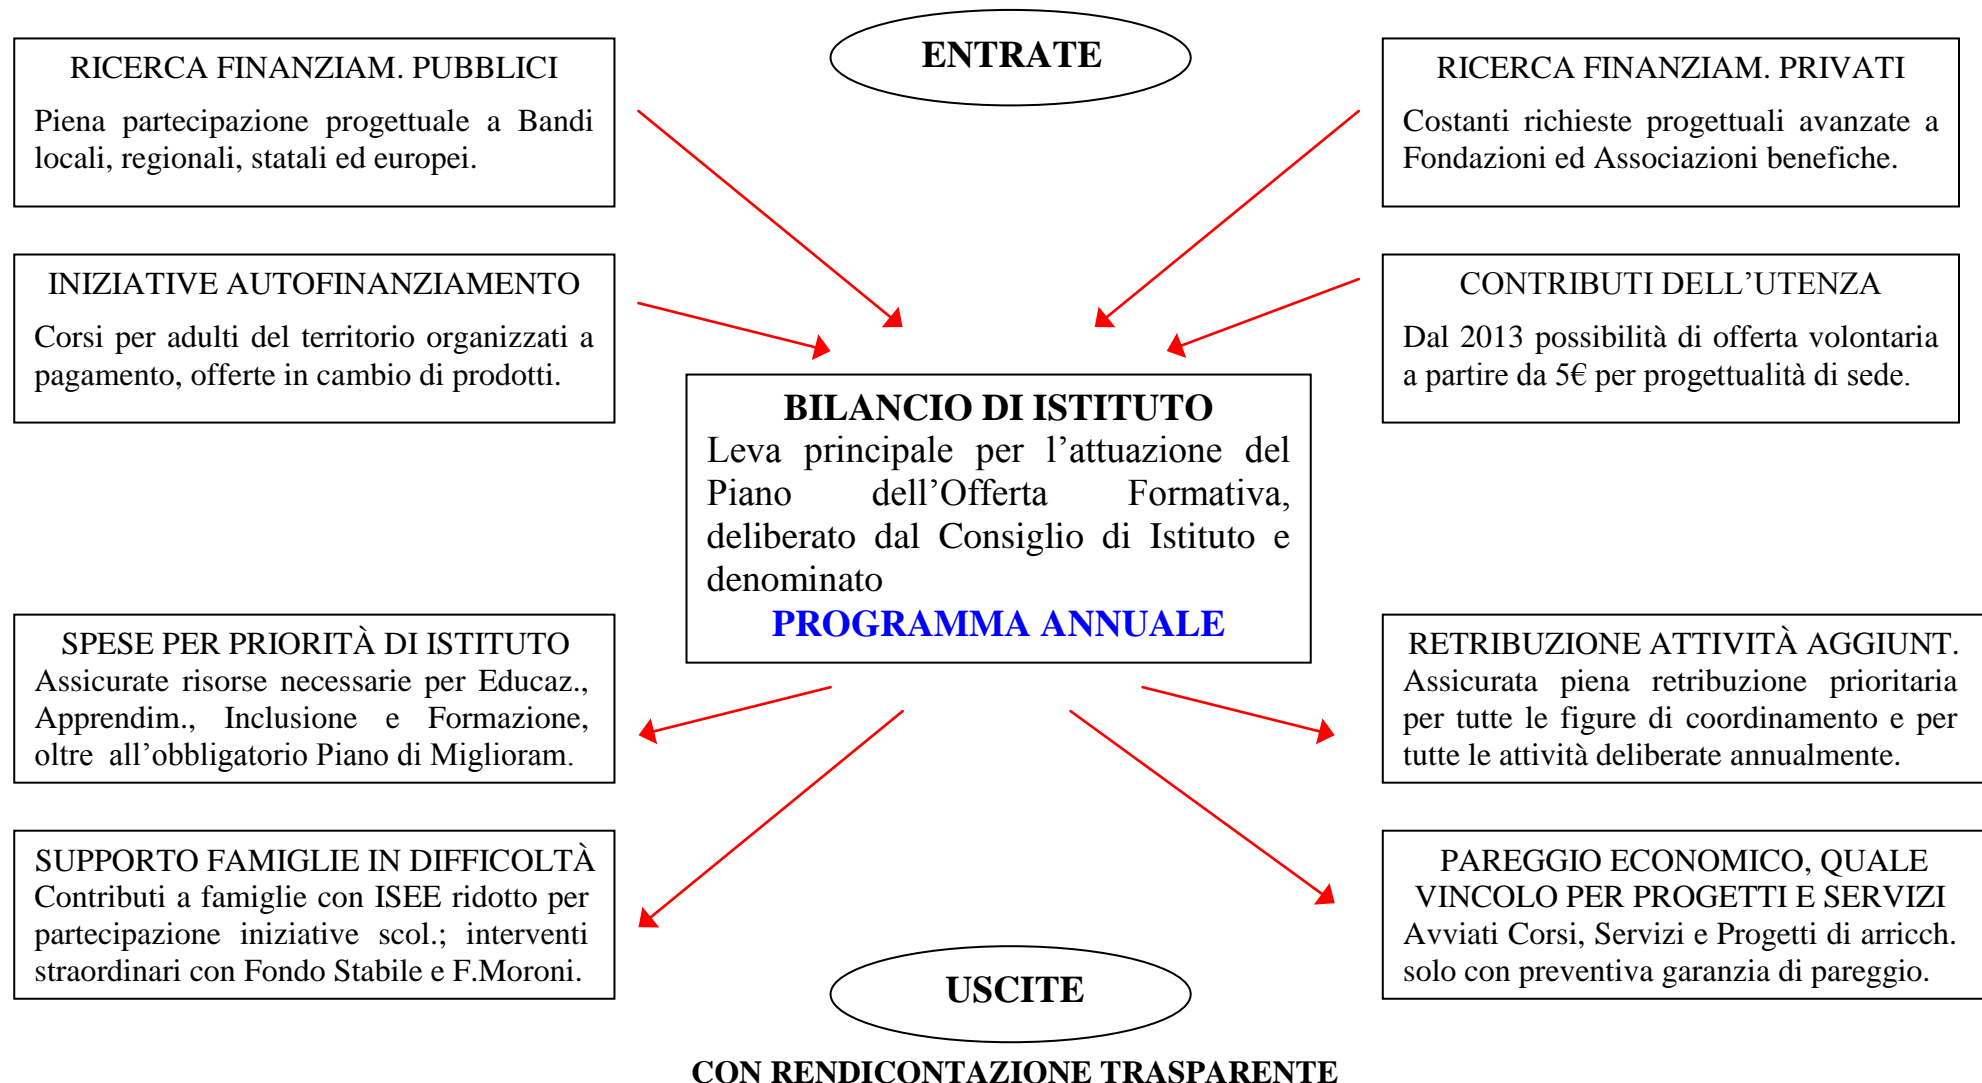 ENTRATE
RICERCA FINANZIAM. PUBBLICI
Piena partecipazione progettuale a Bandi
locali, regionali, statali ed europei.
RICERCA FINANZIAM. PRIVATI
Costanti richieste progettuali avanzate a
Fondazioni ed Associazioni benefiche.
INIZIATIVE AUTOFINANZIAMENTO
Corsi per adulti del territorio organizzati a
pagamento, offerte in cambio di prodotti.
CONTRIBUTI DELL’UTENZA
Dal 2013 possibilità di offerta volontaria
a partire da 5€ per progettualità di sede.
BILANCIO DI ISTITUTO
Leva principale per l’attuazione del
Piano dell’Offerta Formativa,
deliberato dal Consiglio di Istituto e
denominato
PROGRAMMA ANNUALE
SPESE PER PRIORITÀ DI ISTITUTO
Assicurate risorse necessarie per Educaz.,
Apprendim., Inclusione e Formazione,
oltre all’obbligatorio Piano di Miglioram.
RETRIBUZIONE ATTIVITÀ AGGIUNT.
Assicurata piena retribuzione prioritaria
per tutte le figure di coordinamento e per
tutte le attività deliberate annualmente.
SUPPORTO FAMIGLIE IN DIFFICOLTÀ
Contributi a famiglie con ISEE ridotto per
partecipazione iniziative scol.; interventi
straordinari con Fondo Stabile e F.Moroni.
PAREGGIO ECONOMICO, QUALE
VINCOLO PER PROGETTI E SERVIZI
Avviati Corsi, Servizi e Progetti di arricch.
solo con preventiva garanzia di pareggio.
USCITE
CON RENDICONTAZIONE TRASPARENTE